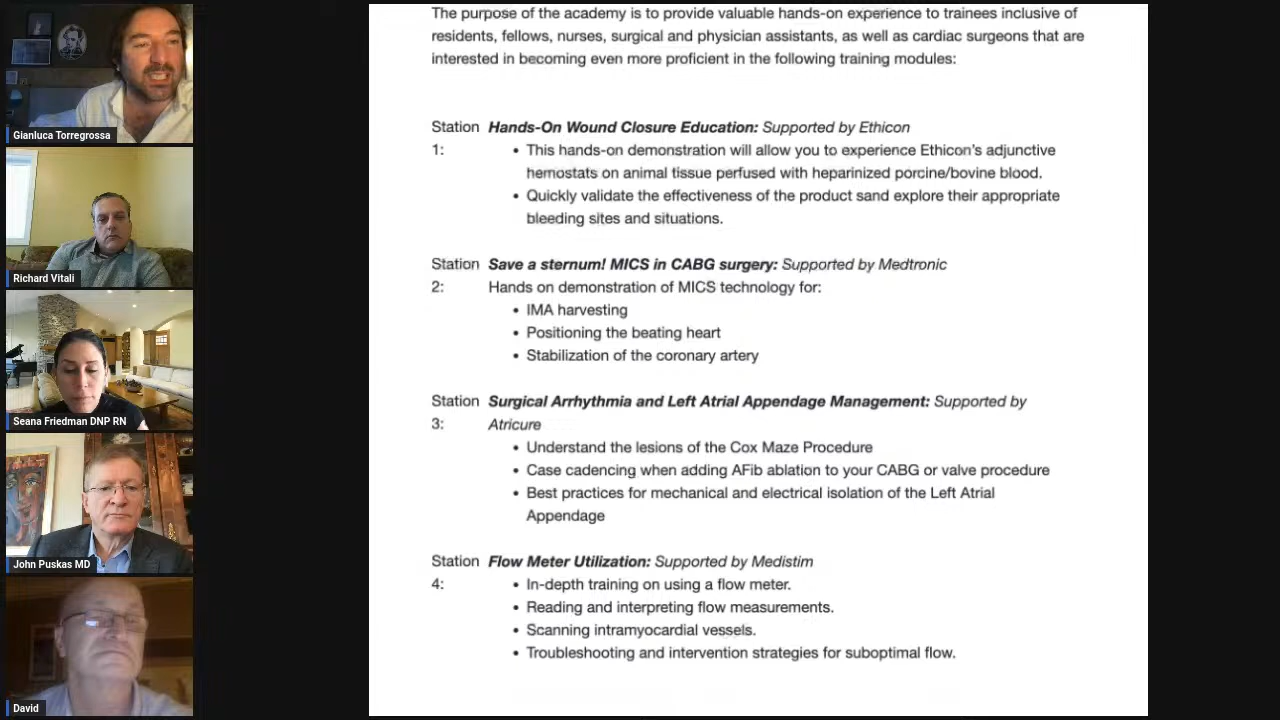 Gianluca Torregrossa
Richard Vitali
Seana Friedman DNP RN
John Puskas MD
David
The purpose of the academy is to provide valuable hands-on experience to trainees inclusive of
residents, fellows, nurses, surgical and physician assistants, as well as cardiac surgeons that are
interested in becoming even more proficient in the following training modules:
Station 1: Hands-On Wound Closure Education: Supported by Ethicon
• This hands-on demonstration will allow you to experience Ethicon's adjunctive
hemostats on animal tissue perfused with heparinized porcine/bovine blood.
• Quickly validate the effectiveness of the product sand explore their appropriate
bleeding sites and situations.
Station 2: Save a sternum! MICS in CABG surgery: Supported by Medtronic
Hands on demonstration of MICS technology for:
• IMA harvesting
• Positioning the beating heart
• Stabilization of the coronary artery
Station 3: Surgical Arrhythmia and Left Atrial Appendage Management: Supported by
Atricure
• Understand the lesions of the Cox Maze Procedure
• Case cadencing when adding AFib ablation to your CABG or valve procedure
• Best practices for mechanical and electrical isolation of the Left Atrial
Appendage
Station 4: Flow Meter Utilization: Supported by Medistim
• In-depth training on using a flow meter.
• Reading and interpreting flow measurements.
• Scanning intramyocardial vessels.
• Troubleshooting and intervention strategies for suboptimal flow.